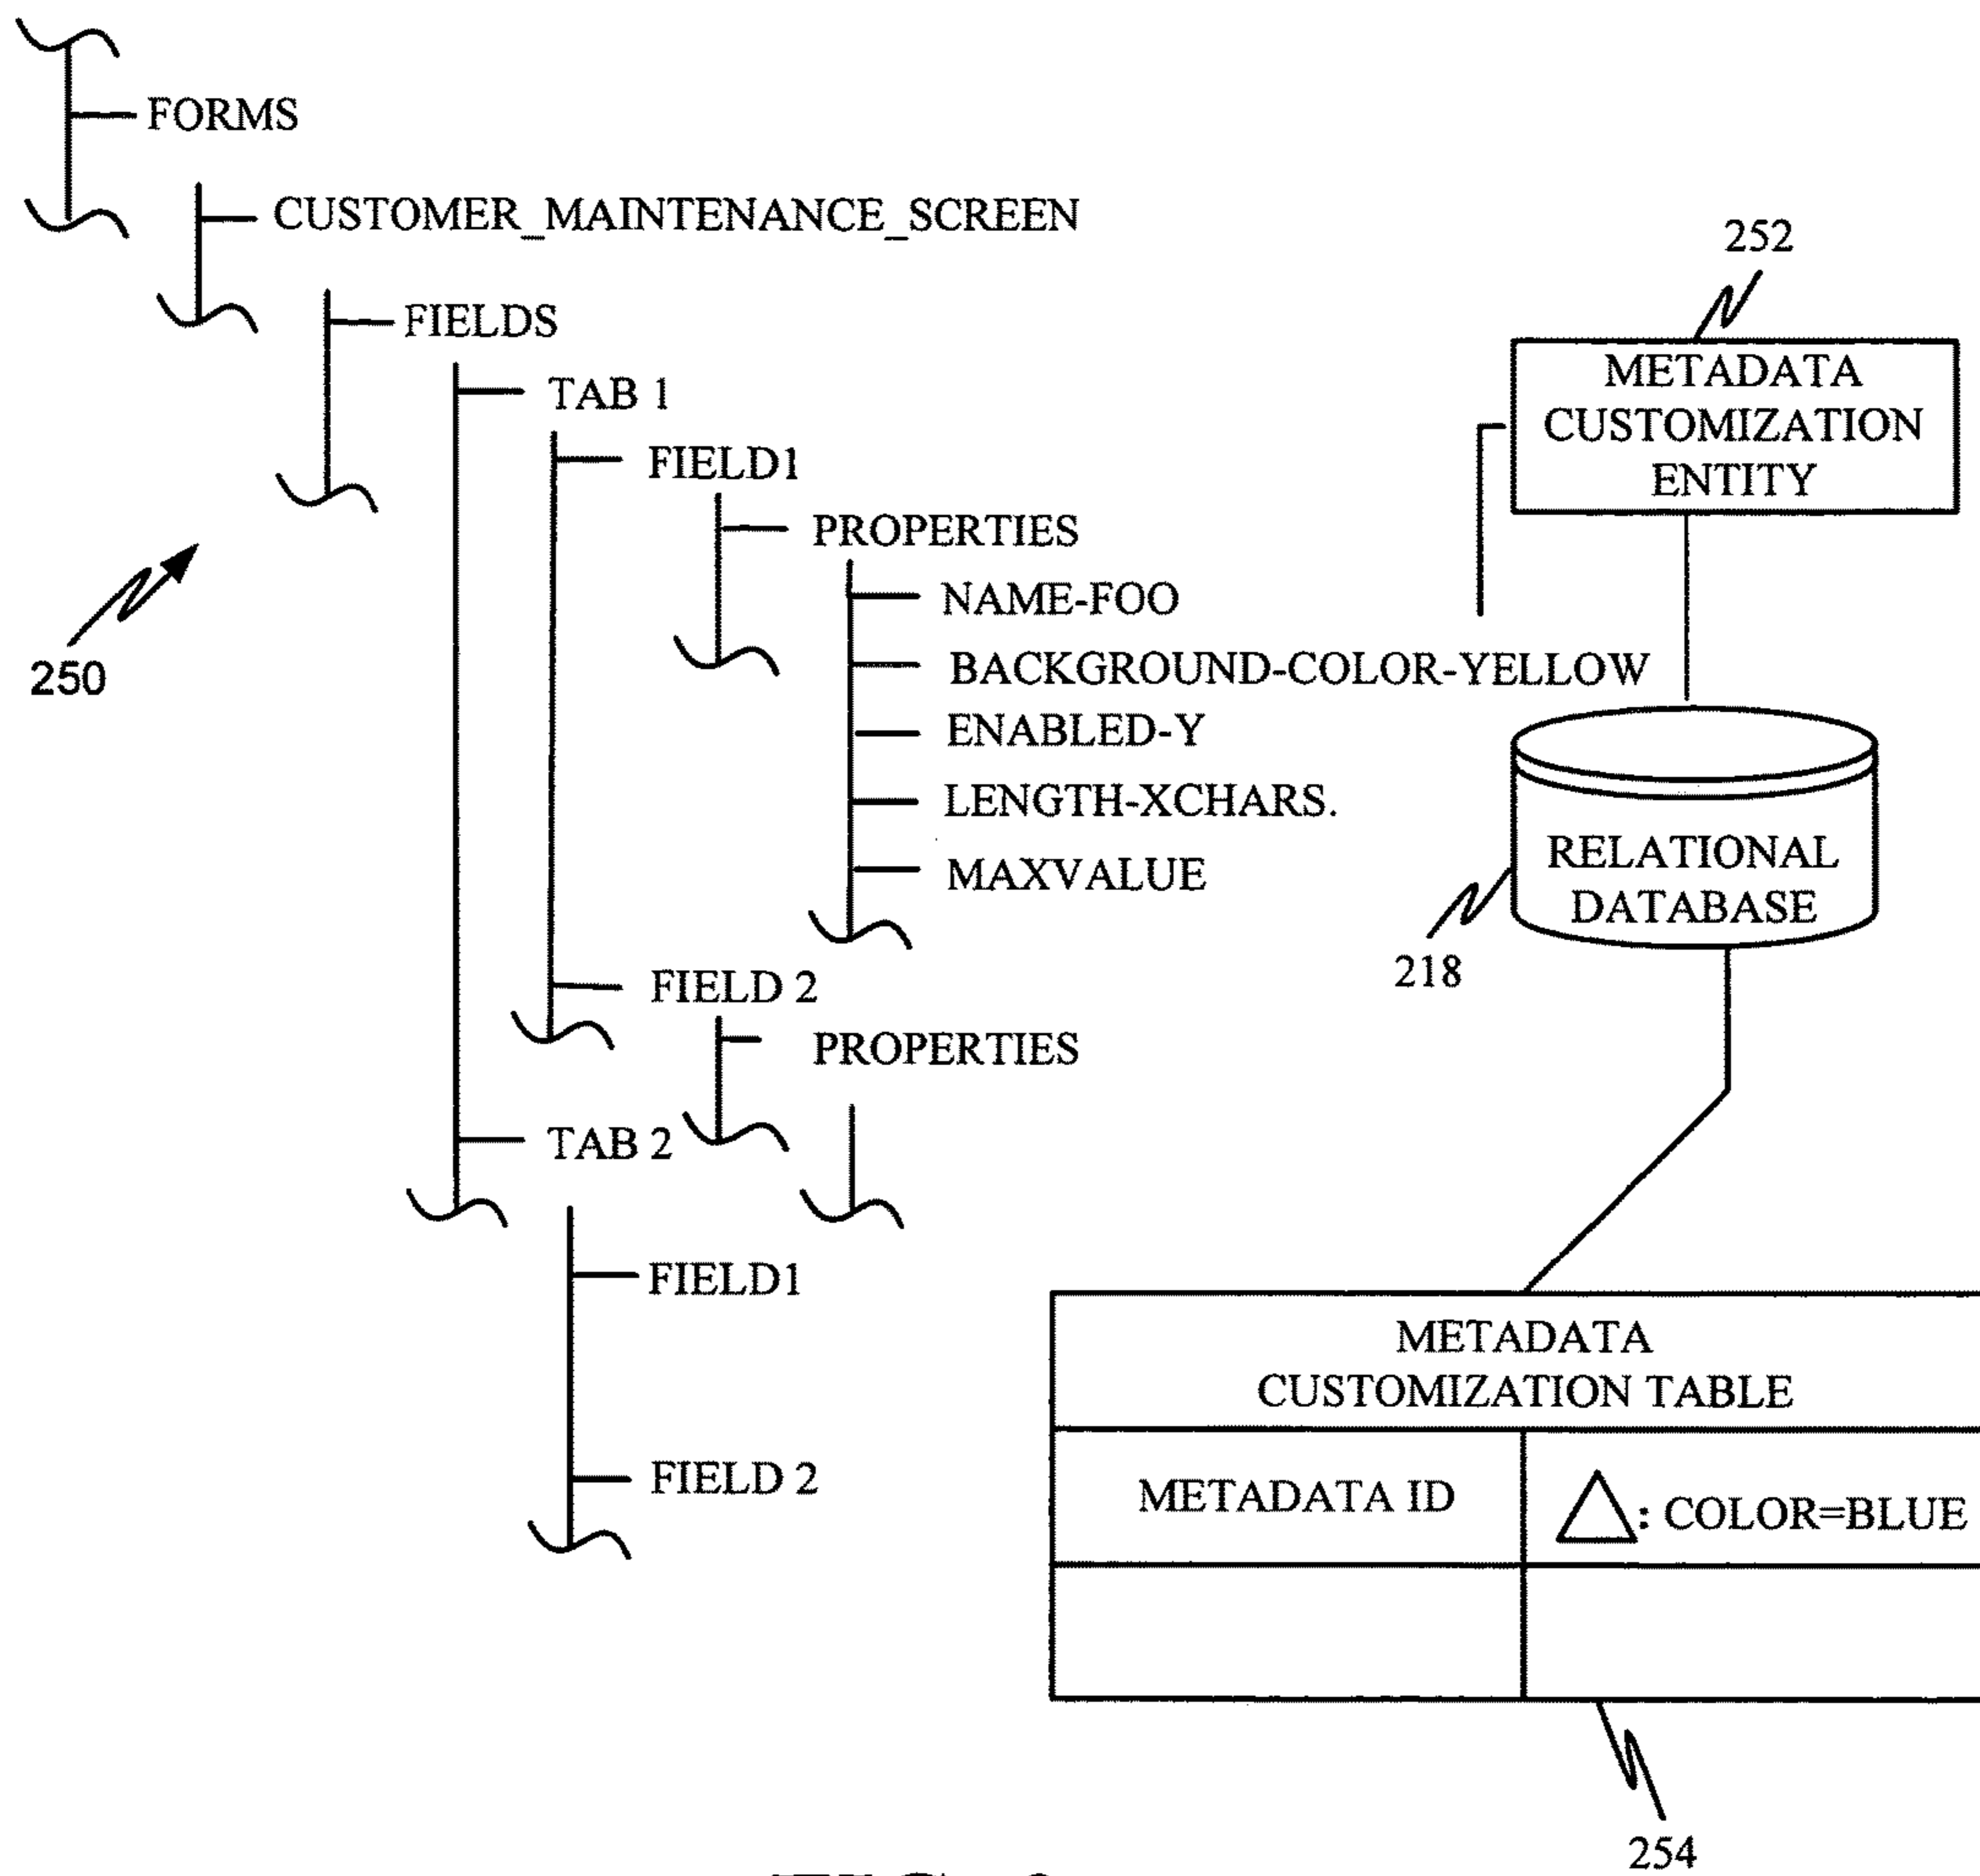 FORMS
CUSTOMER_MAINTENANCE_SCREEN
FIELDS
TAB 1
FIELD1
PROPERTIES
NAME-FOO
BACKGROUND-COLOR-YELLOW
ENABLED-Y
LENGTH-XCHARS.
MAXVALUE
FIELD 2
PROPERTIES
TAB 2
FIELD1
FIELD 2
250
252
METADATA
CUSTOMIZATION
ENTITY
RELATIONAL
DATABASE
218
METADATA
CUSTOMIZATION TABLE
METADATA ID
△: COLOR=BLUE
254